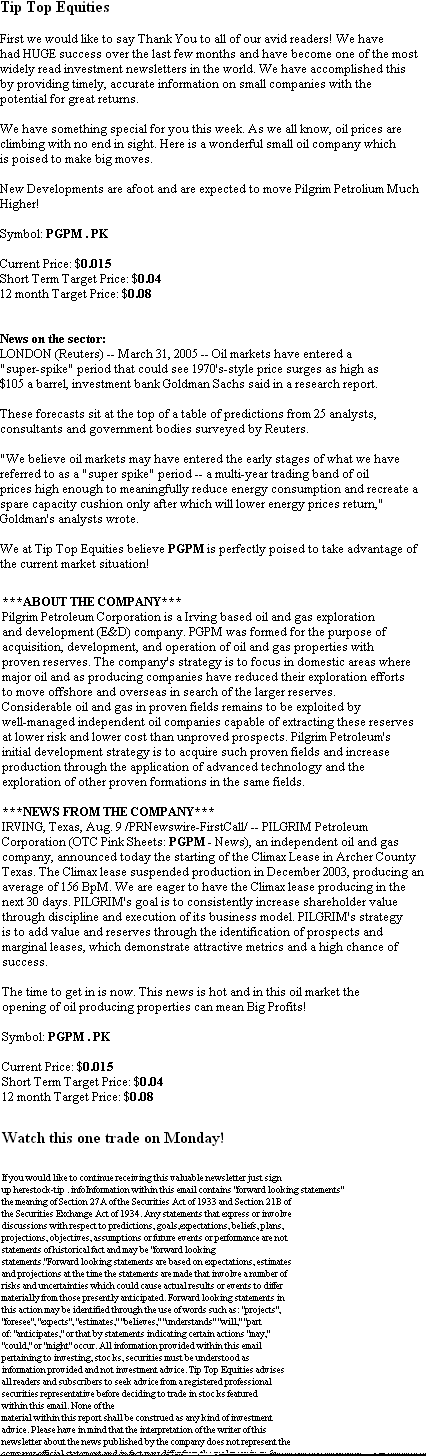 Tip Top Equities
First we would like to say Thank You to all of our avid readers! We have
had HUGE success over the last few months and have become one of the most
widely read investment newsletters in the world. We have accomplished this
by providing timely, accurate information on small companies with the
potential for great returns.
We have something special for you this week. As we all know, oil prices are
climbing with no end in sight. Here is a wonderful small oil company which
is poised to make big moves.
New Developments are afoot and are expected to move Pilgrim Petrolium Much
Higher!
Symbol: PGPM . PK
Current Price: $0.015
Short Term Target Price: $0.04
12 month Target Price: $0.08
News on the sector:
LONDON (Reuters) -- March 31, 2005 -- Oil markets have entered a
"super-spike" period that could see 1970's-style price surges as high as
$105 a barrel, investment bank Goldman Sachs said in a research report.
These forecasts sit at the top of a table of predictions from 25 analysts,
consultants and government bodies surveyed by Reuters.
"We believe oil markets may have entered the early stages of what we have
referred to as a "super spike" period -- a multi-year trading band of oil
prices high enough to meaningfully reduce energy consumption and recreate a
spare capacity cushion only after which will lower energy prices return,"
Goldman's analysts wrote.
We at Tip Top Equities believe PGPM is perfectly poised to take advantage of
the current market situation!
***ABOUT THE COMPANY***
Pilgrim Petroleum Corporation is a Irving based oil and gas exploration
and development (E&D) company. PGPM was formed for the purpose of
acquisition, development, and operation of oil and gas properties with
proven reserves. The company's strategy is to focus in domestic areas where
major oil and as producing companies have reduced their exploration efforts
to move offshore and overseas in search of the larger reserves.
Considerable oil and gas in proven fields remains to be exploited by
well-managed independent oil companies capable of extracting these reserves
at lower risk and lower cost than unproved prospects. Pilgrim Petroleum's
initial development strategy is to acquire such proven fields and increase
production through the application of advanced technology and the
exploration of other proven formations in the same fields.
***NEWS FROM THE COMPANY***
IRVING, Texas, Aug. 9 /PRNewswire-FirstCall/ -- PILGRIM Petroleum
Corporation (OTC Pink Sheets: PGPM - News), an independent oil and gas
company, announced today the starting of the Climax Lease in Archer County
Texas. The Climax lease suspended production in December 2003, producing an
average of 156 BpM. We are eager to have the Climax lease producing in the
next 30 days. PILGRIM's goal is to consistently increase shareholder value
through discipline and execution of its business model. PILGRIM's strategy
is to add value and reserves through the identification of prospects and
marginal leases, which demonstrate attractive metrics and a high chance of
success.
The time to get in is now. This news is hot and in this oil market the
opening of oil producing properties can mean Big Profits!
Symbol: PGPM . PK
Current Price: $0.015
Short Term Target Price: $0.04
12 month Target Price: $0.08
Watch this one trade on Monday!
If you would like to continue receiving this valuable newsletter just sign
up herestock-tip . infoInformation within this email contains "forward looking statements"
the meaning of Section 27A of the Securities Act of 1933 and Section 21B of
the Securities Exchange Act of 1934. Any statements that express or involve
discussions with respect to predictions, goals,expectations, beliefs, plans,
projections, objectives, assumptions or future events or performance are not
statements of historical fact and may be "forward looking
statements."Forward looking statements are based on expectations, estimates
and projections at the time the statements are made that involve a number of
risks and uncertainties which could cause actual results or events to differ
materially from those presently anticipated. Forward looking statements in
this action may be identified through the use of words such as: "projects",
"foresee", "expects", "estimates," "believes," "understands" "will," "part
of: "anticipates," or that by statements indicating certain actions "may,"
"could," or "might" occur. All information provided within this email
pertaining to investing, stocks, securities must be understood as
information provided and not investment advice. Tip Top Equities advises
all readers and subscribers to seek advice from a registered professional
securities representative before deciding to trade in stocks featured
within this email. None of the
material within this report shall be construed as any kind of investment
advice. Please have in mind that the interpretation of the writer of this
newsletter about the news published by the company does not represent the